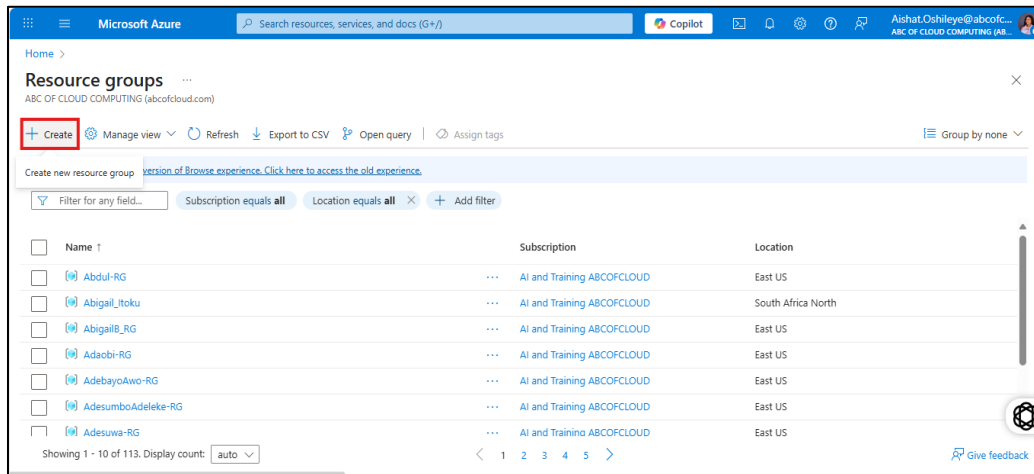 Microsoft Azure
Search resources, services, and docs (G+/)
Copilot
Aishat.Oshileye@abcofc...
ABC OF CLOUD COMPUTING (AB...
Home >
Resource groups ...
ABC OF CLOUD COMPUTING (abcofcloud.com)
+ Create Manage view Refresh Export to CSV Open query | Assign tags Group by none
Create new resource group
version of Browse experience. Click here to access the old experience.
Filter for any field... Subscription equals all Location equals all × + Add filter
Name ↑ Subscription Location
Abdul-RG ... AI and Training ABCOFCLOUD East US
Abigail_Itoku ... AI and Training ABCOFCLOUD South Africa North
AbigailB_RG ... AI and Training ABCOFCLOUD East US
Adaobi-RG ... AI and Training ABCOFCLOUD East US
AdebayoAwo-RG ... AI and Training ABCOFCLOUD East US
AdesumboAdeleke-RG ... AI and Training ABCOFCLOUD East US
Adesuwa-RG ... AI and Training ABCOFCLOUD East US
Showing 1 - 10 of 113. Display count: auto < 1 2 3 4 5 > Give feedback